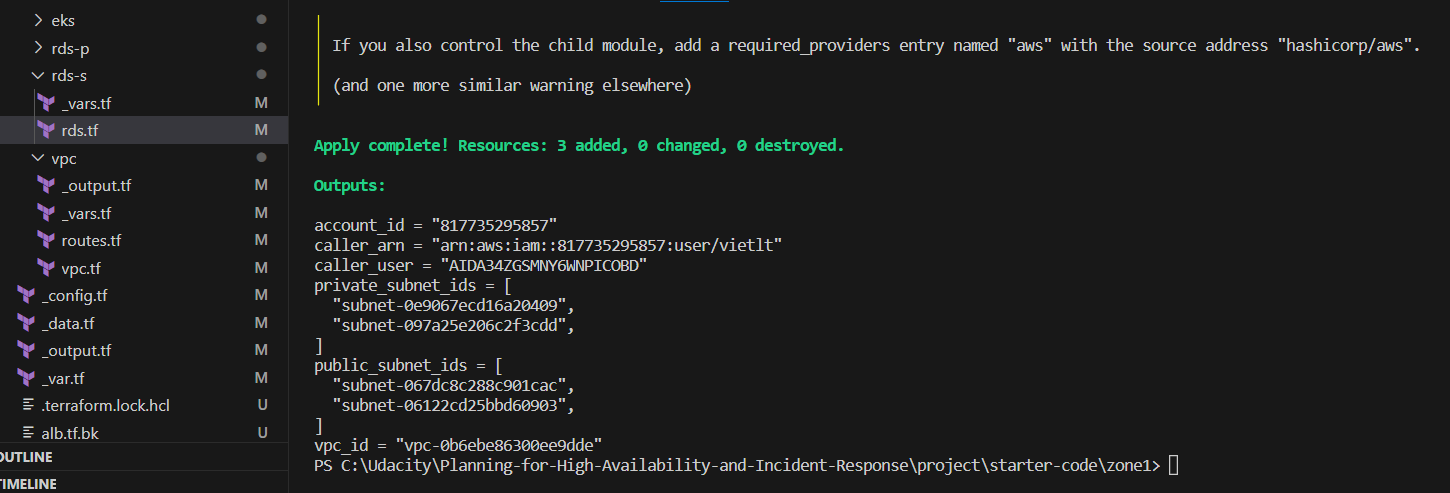 eks
rds-p
rds-s
_vars.tf M
rds.tf M
vpc
_output.tf M
_vars.tf M
routes.tf M
vpc.tf M
_config.tf M
_data.tf M
_output.tf M
_var.tf M
.terraform.lock.hcl U
alb.tf.bk U
OUTLINE
TIMELINE
If you also control the child module, add a required_providers entry named "aws" with the source address "hashicorp/aws".
(and one more similar warning elsewhere)
Apply complete! Resources: 3 added, 0 changed, 0 destroyed.
Outputs:
account_id = "817735295857"
caller_arn = "arn:aws:iam::817735295857:user/vietlt"
caller_user = "AIDA34ZGSMNY6WNPICOBD"
private_subnet_ids = [
"subnet-0e9067ecd16a20409",
"subnet-097a25e206c2f3cdd",
]
public_subnet_ids = [
"subnet-067dc8c288c901cac",
"subnet-06122cd25bbd60903",
]
vpc_id = "vpc-0b6ebe86300ee9dde"
PS C:\Udacity\Planning-for-High-Availability-and-Incident-Response\project\starter-code\zone1>